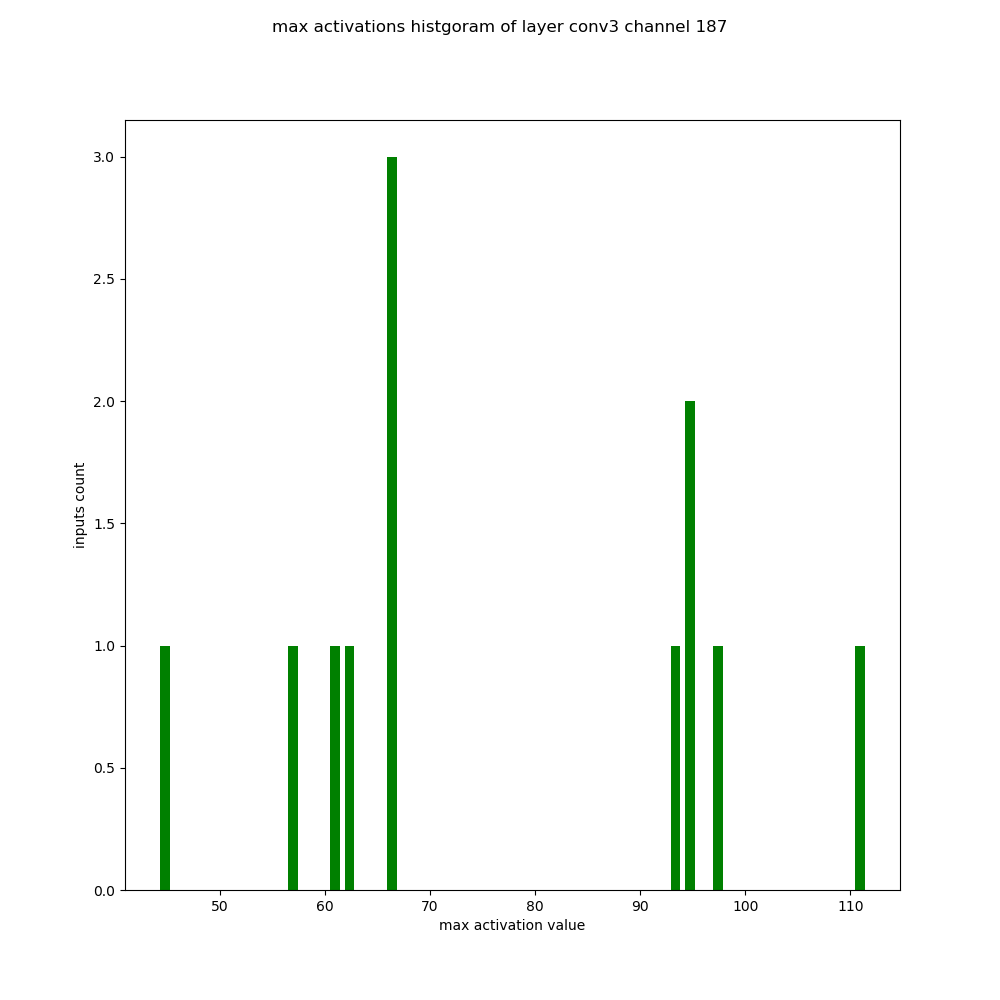 max activations histgoram of layer conv3 channel 187
3.0
2.5
2.0
1.5
1.0
0.5
0.0
inputs count
50 60 70 80 90 100 110
max activation value